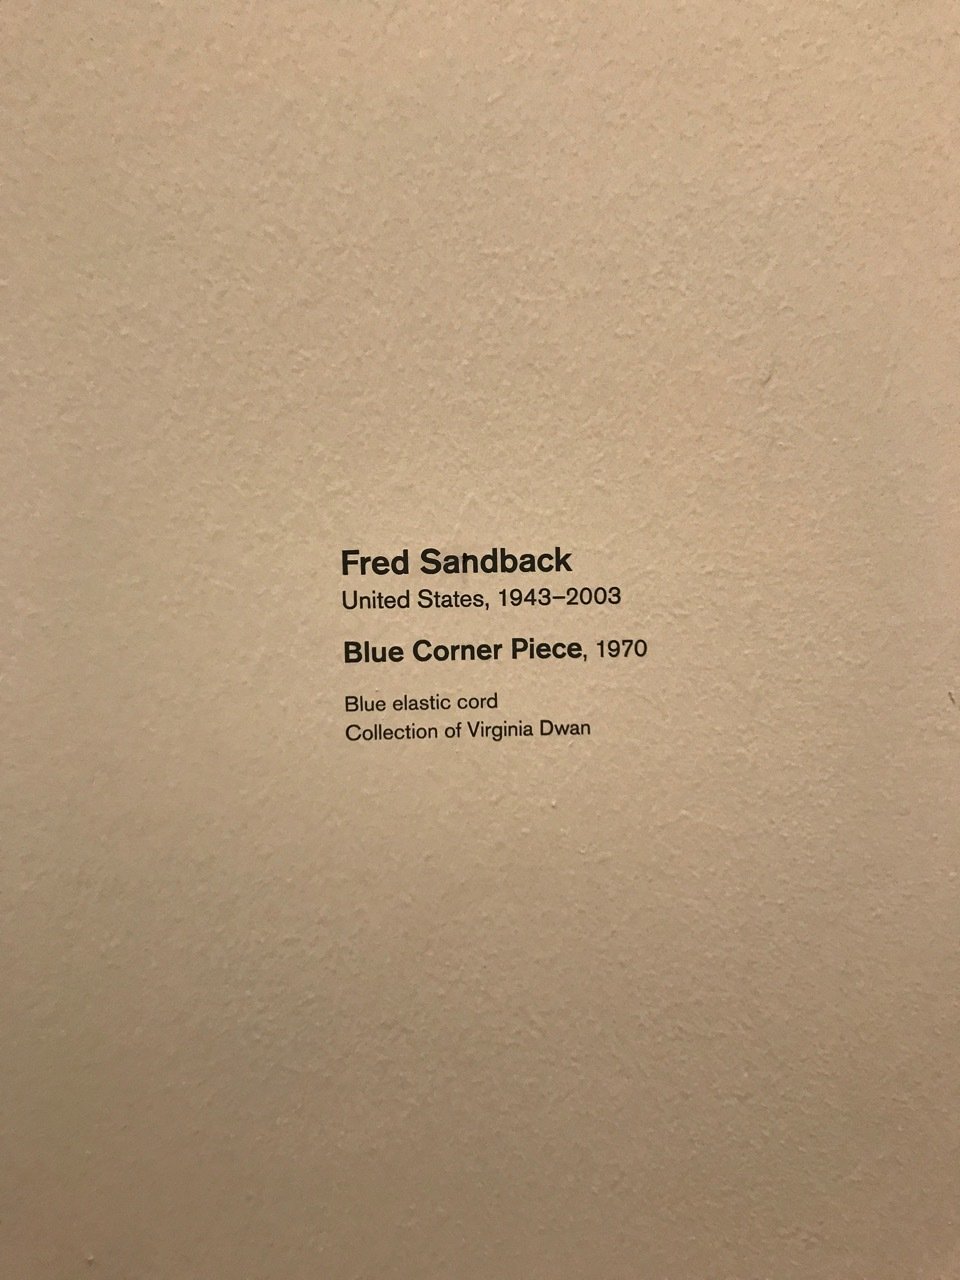 Fred Sandback
United States, 1943–2003
Blue Corner Piece, 1970
Blue elastic cord
Collection of Virginia Dwan